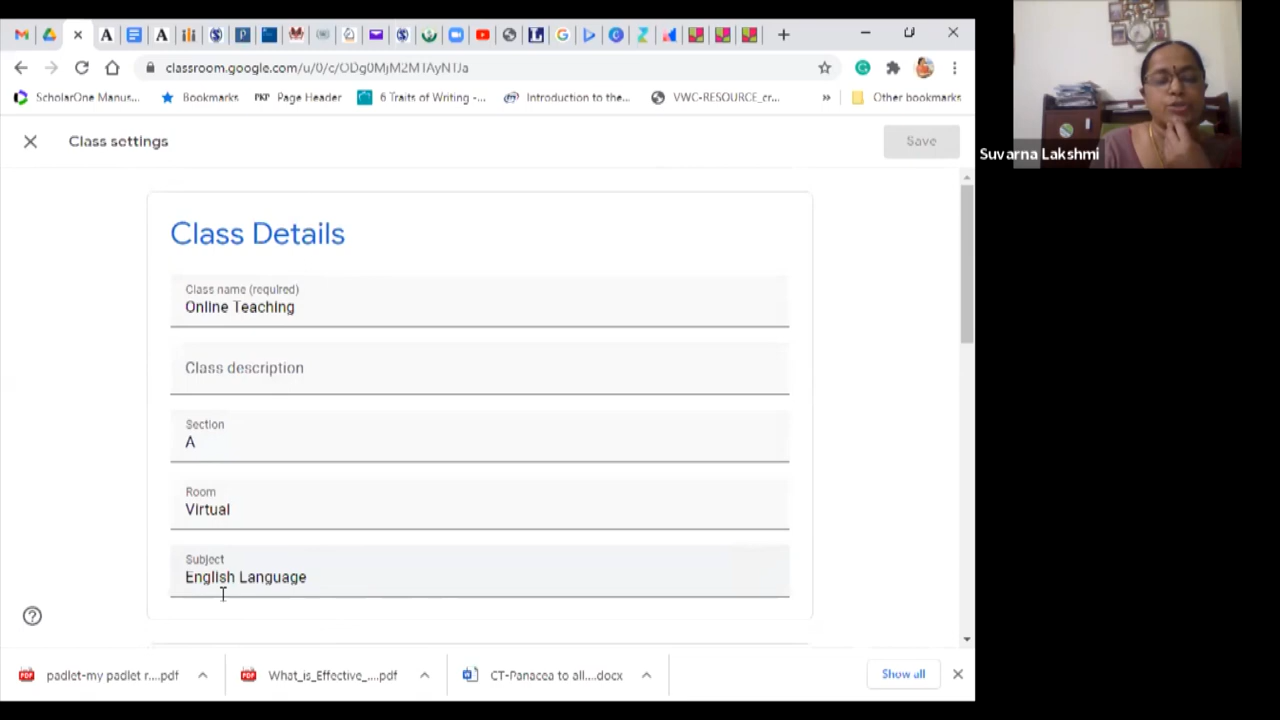 classroom.google.com/u/0/c/ODg0MjM2MTAyNTJa
ScholarOne Manus...
Bookmarks
PKP Page Header
6 Traits of Writing -...
Introduction to the...
VWC-RESOURCE_cr...
»
Other bookmarks
Class settings
Save
Suvarna Lakshmi
Class Details
Class name (required)
Online Teaching
Class description
Section
A
Room
Virtual
Subject
English Language
padlet-my padlet r....pdf
What_is_Effective_....pdf
CT-Panacea to all....docx
Show all